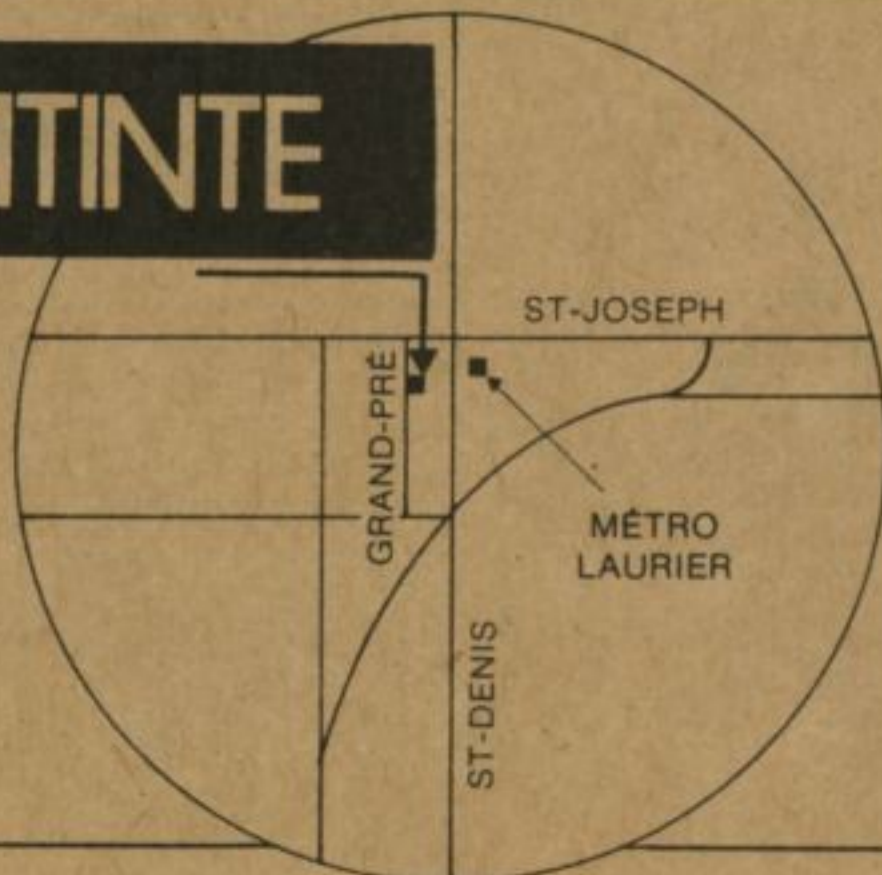 TINTE
ST-JOSEPH
GRAND-PRÉ
MÉTRO
LAURIER
ST-DENIS